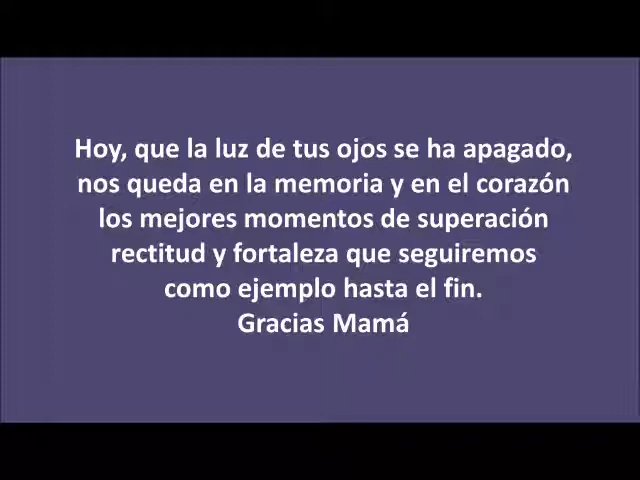 Hoy, que la luz de tus ojos se ha apagado,
nos queda en la memoria y en el corazón
los mejores momentos de superación
rectitud y fortaleza que seguiremos
como ejemplo hasta el fin.
Gracias Mamá